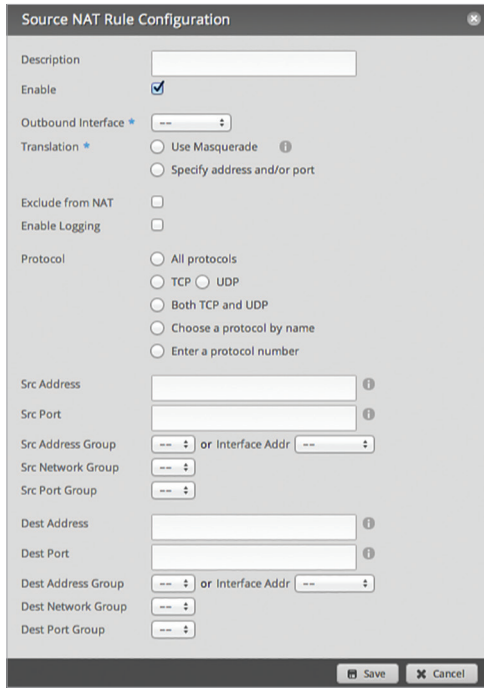 Source NAT Rule Configuration
Description
Enable
Outbound Interface * --
Translation * Use Masquerade i
Specify address and/or port
Exclude from NAT
Enable Logging
Protocol All protocols
TCP UDP
Both TCP and UDP
Choose a protocol by name
Enter a protocol number
Src Address i
Src Port i
Src Address Group -- or Interface Addr --
Src Network Group --
Src Port Group --
Dest Address i
Dest Port i
Dest Address Group -- or Interface Addr --
Dest Network Group --
Dest Port Group --
Save Cancel